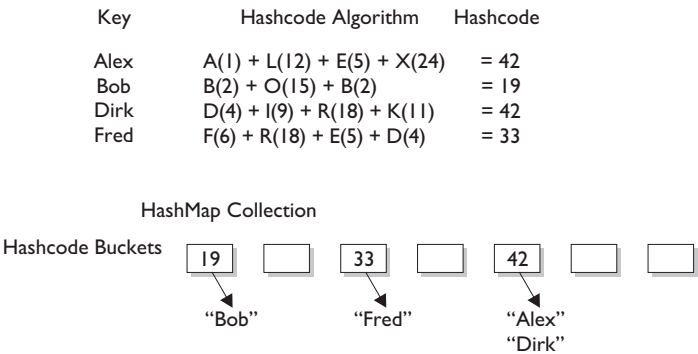 Key Hashcode Algorithm Hashcode
Alex A(1) + L(12) + E(5) + X(24) = 42
Bob B(2) + O(15) + B(2) = 19
Dirk D(4) + I(9) + R(18) + K(11) = 42
Fred F(6) + R(18) + E(5) + D(4) = 33
HashMap Collection
Hashcode Buckets 19 33 42
“Bob” “Fred” “Alex”
“Dirk”